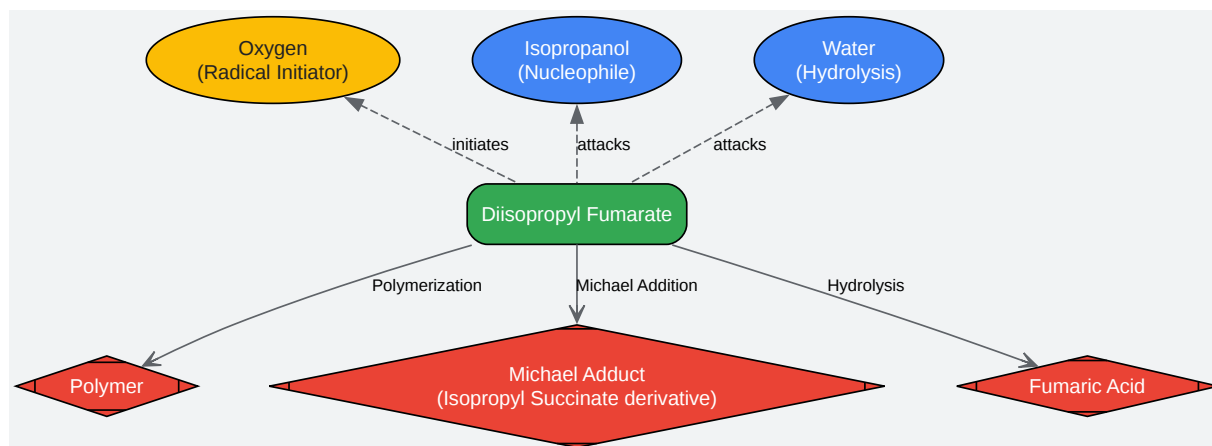 Oxygen
(Radical Initiator)
Isopropanol
(Nucleophile)
Water
(Hydrolysis)
initiates
attacks
attacks
Diisopropyl Fumarate
Polymerization
Michael Addition
Hydrolysis
Polymer
Michael Adduct
(Isopropyl Succinate derivative)
Fumaric Acid